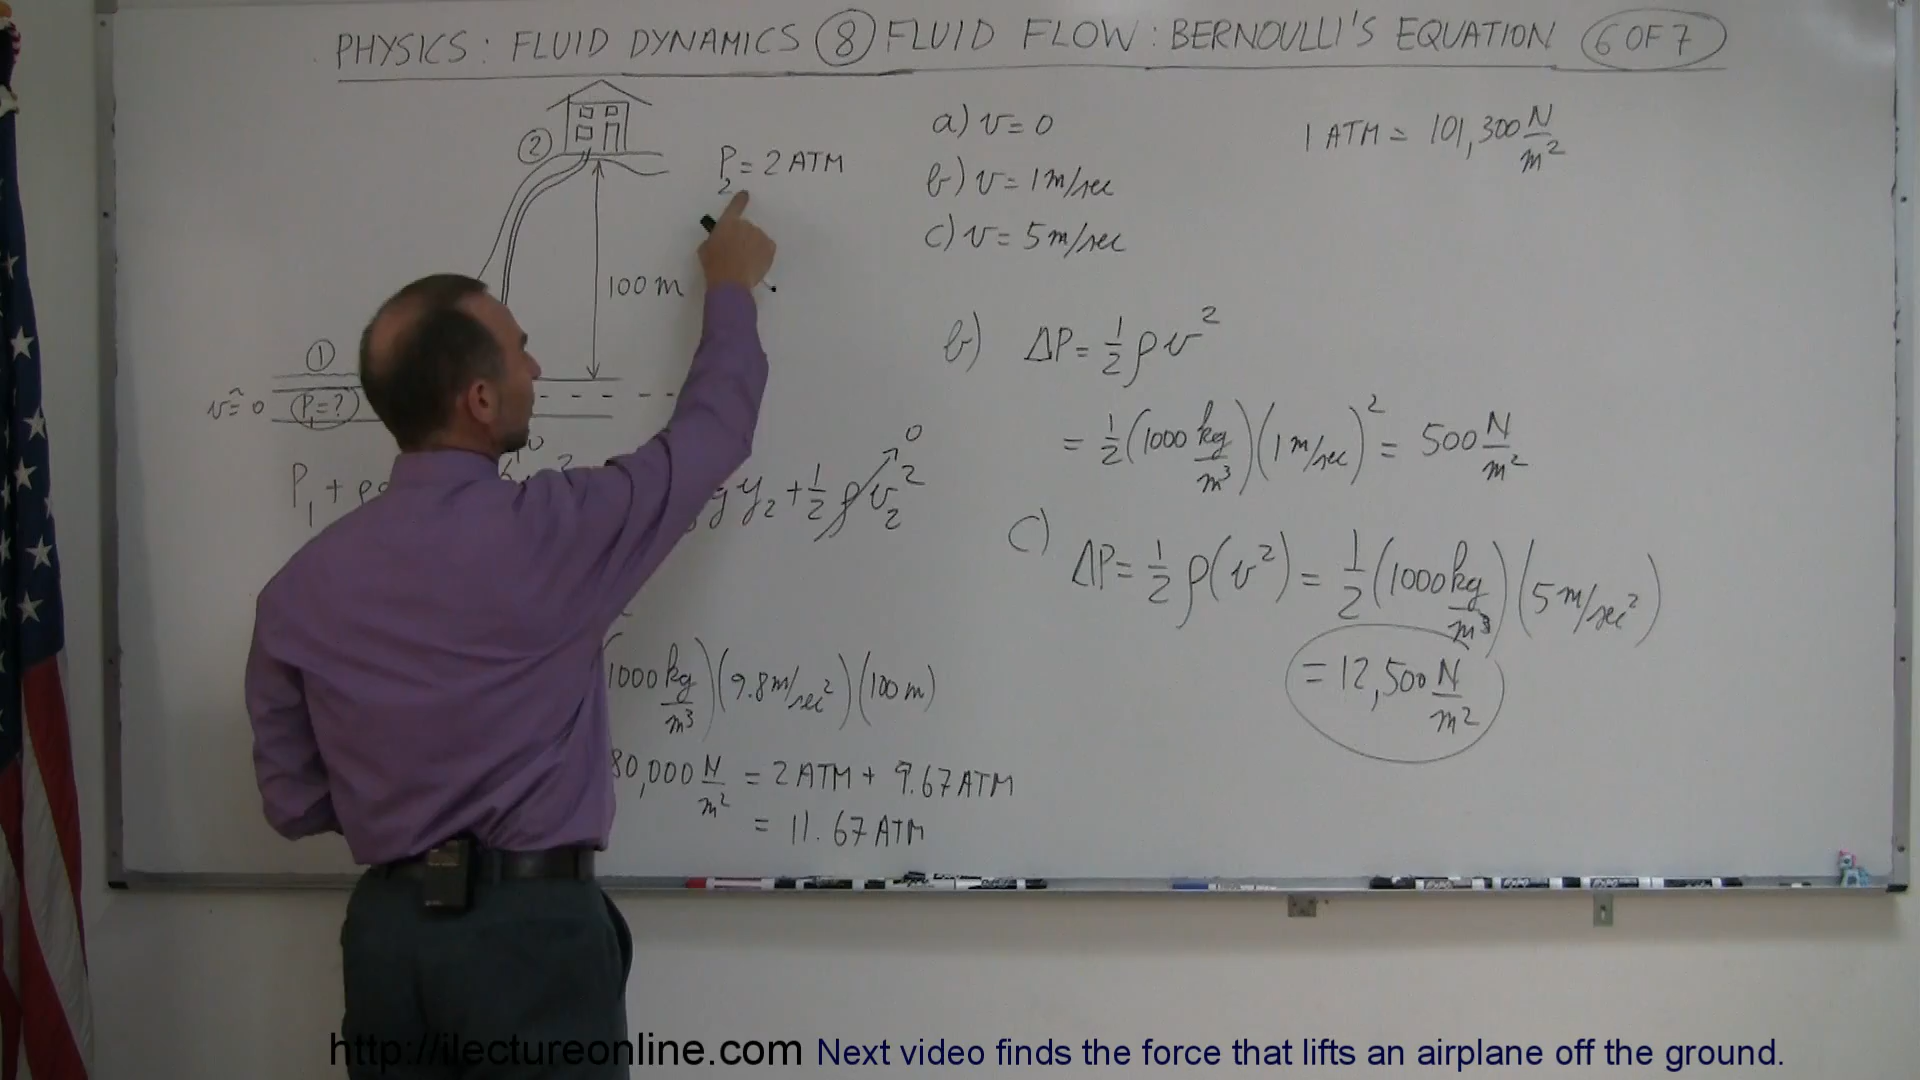 PHYSICS: FLUID DYNAMICS ⑧ FLUID FLOW: BERNOULLI'S EQUATION 6 OF 7
②
P₂ = 2 ATM
100 m
①
v ≈ 0
P₁ = ?
P₁ + ρg
y₂ + ½ ρ v₂² 0
1000 kg/m³)(9.8 m/sec²)(100 m)
80,000 N/m² = 2 ATM + 9.67 ATM
= 11.67 ATM
a) v = 0
b) v = 1 m/sec
c) v = 5 m/sec
1 ATM = 101,300 N/m²
b) ΔP = ½ ρ v²
= ½ (1000 kg/m³)(1 m/sec)² = 500 N/m²
C) ΔP = ½ ρ (v²) = ½ (1000 kg/m³)(5 m/sec²)
= 12,500 N/m²
http://ilectureonline.com Next video finds the force that lifts an airplane off the ground.